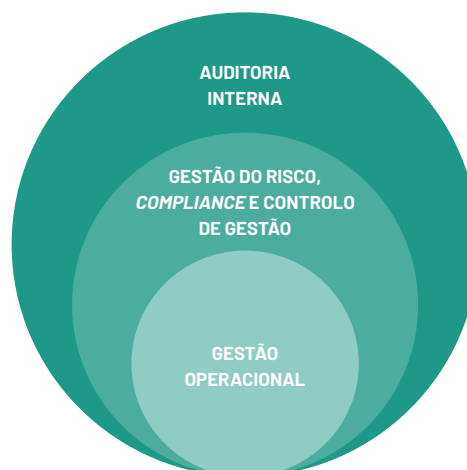 AUDITORIA
INTERNA
GESTÃO DO RISCO,
COMPLIANCE E CONTROLO
DE GESTÃO
GESTÃO
OPERACIONAL